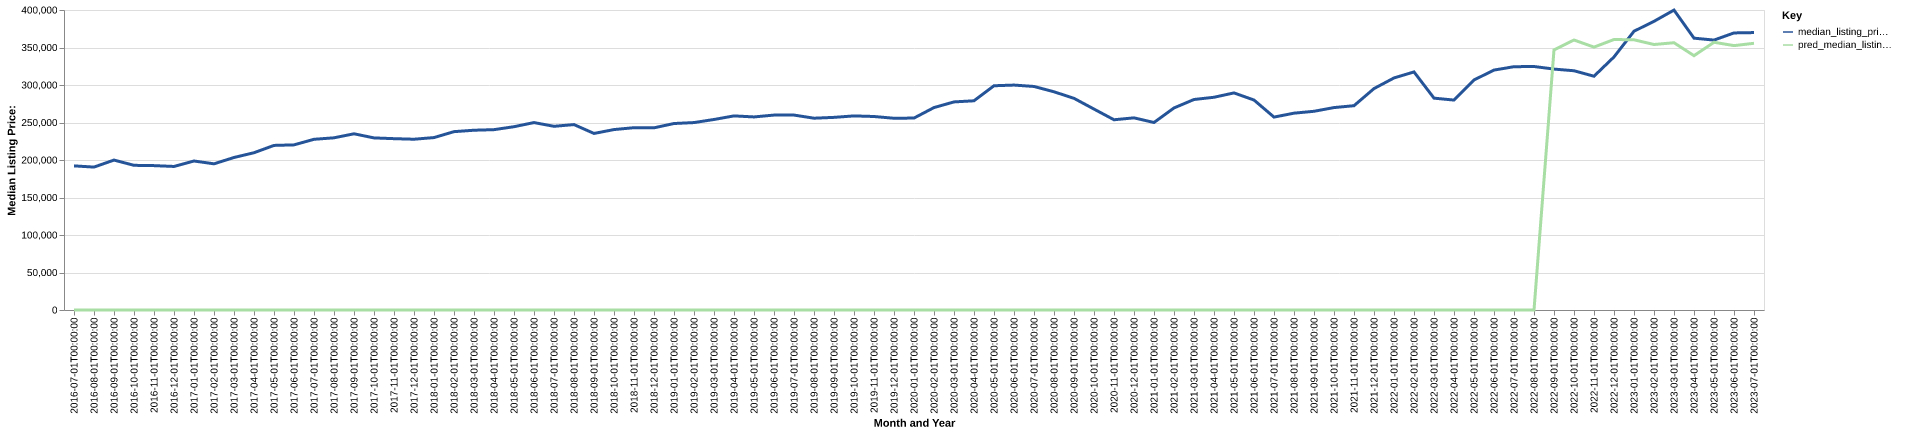 400,000
350,000
300,000
250,000
200,000
150,000
100,000
50,000
0
Median Listing Price:
2016-07-01T00:00:00
2016-08-01T00:00:00
2016-09-01T00:00:00
2016-10-01T00:00:00
2016-11-01T00:00:00
2016-12-01T00:00:00
2017-01-01T00:00:00
2017-02-01T00:00:00
2017-03-01T00:00:00
2017-04-01T00:00:00
2017-05-01T00:00:00
2017-06-01T00:00:00
2017-07-01T00:00:00
2017-08-01T00:00:00
2017-09-01T00:00:00
2017-10-01T00:00:00
2017-11-01T00:00:00
2017-12-01T00:00:00
2018-01-01T00:00:00
2018-02-01T00:00:00
2018-03-01T00:00:00
2018-04-01T00:00:00
2018-05-01T00:00:00
2018-06-01T00:00:00
2018-07-01T00:00:00
2018-08-01T00:00:00
2018-09-01T00:00:00
2018-10-01T00:00:00
2018-11-01T00:00:00
2018-12-01T00:00:00
2019-01-01T00:00:00
2019-02-01T00:00:00
2019-03-01T00:00:00
2019-04-01T00:00:00
2019-05-01T00:00:00
2019-06-01T00:00:00
2019-07-01T00:00:00
2019-08-01T00:00:00
2019-09-01T00:00:00
2019-10-01T00:00:00
2019-11-01T00:00:00
2019-12-01T00:00:00
2020-01-01T00:00:00
2020-02-01T00:00:00
2020-03-01T00:00:00
2020-04-01T00:00:00
2020-05-01T00:00:00
2020-06-01T00:00:00
2020-07-01T00:00:00
2020-08-01T00:00:00
2020-09-01T00:00:00
2020-10-01T00:00:00
2020-11-01T00:00:00
2020-12-01T00:00:00
2021-01-01T00:00:00
2021-02-01T00:00:00
2021-03-01T00:00:00
2021-04-01T00:00:00
2021-05-01T00:00:00
2021-06-01T00:00:00
2021-07-01T00:00:00
2021-08-01T00:00:00
2021-09-01T00:00:00
2021-10-01T00:00:00
2021-11-01T00:00:00
2021-12-01T00:00:00
2022-01-01T00:00:00
2022-02-01T00:00:00
2022-03-01T00:00:00
2022-04-01T00:00:00
2022-05-01T00:00:00
2022-06-01T00:00:00
2022-07-01T00:00:00
2022-08-01T00:00:00
2022-09-01T00:00:00
2022-10-01T00:00:00
2022-11-01T00:00:00
2022-12-01T00:00:00
2023-01-01T00:00:00
2023-02-01T00:00:00
2023-03-01T00:00:00
2023-04-01T00:00:00
2023-05-01T00:00:00
2023-06-01T00:00:00
2023-07-01T00:00:00
Month and Year
Key
median_listing_pri…
pred_median_listin…